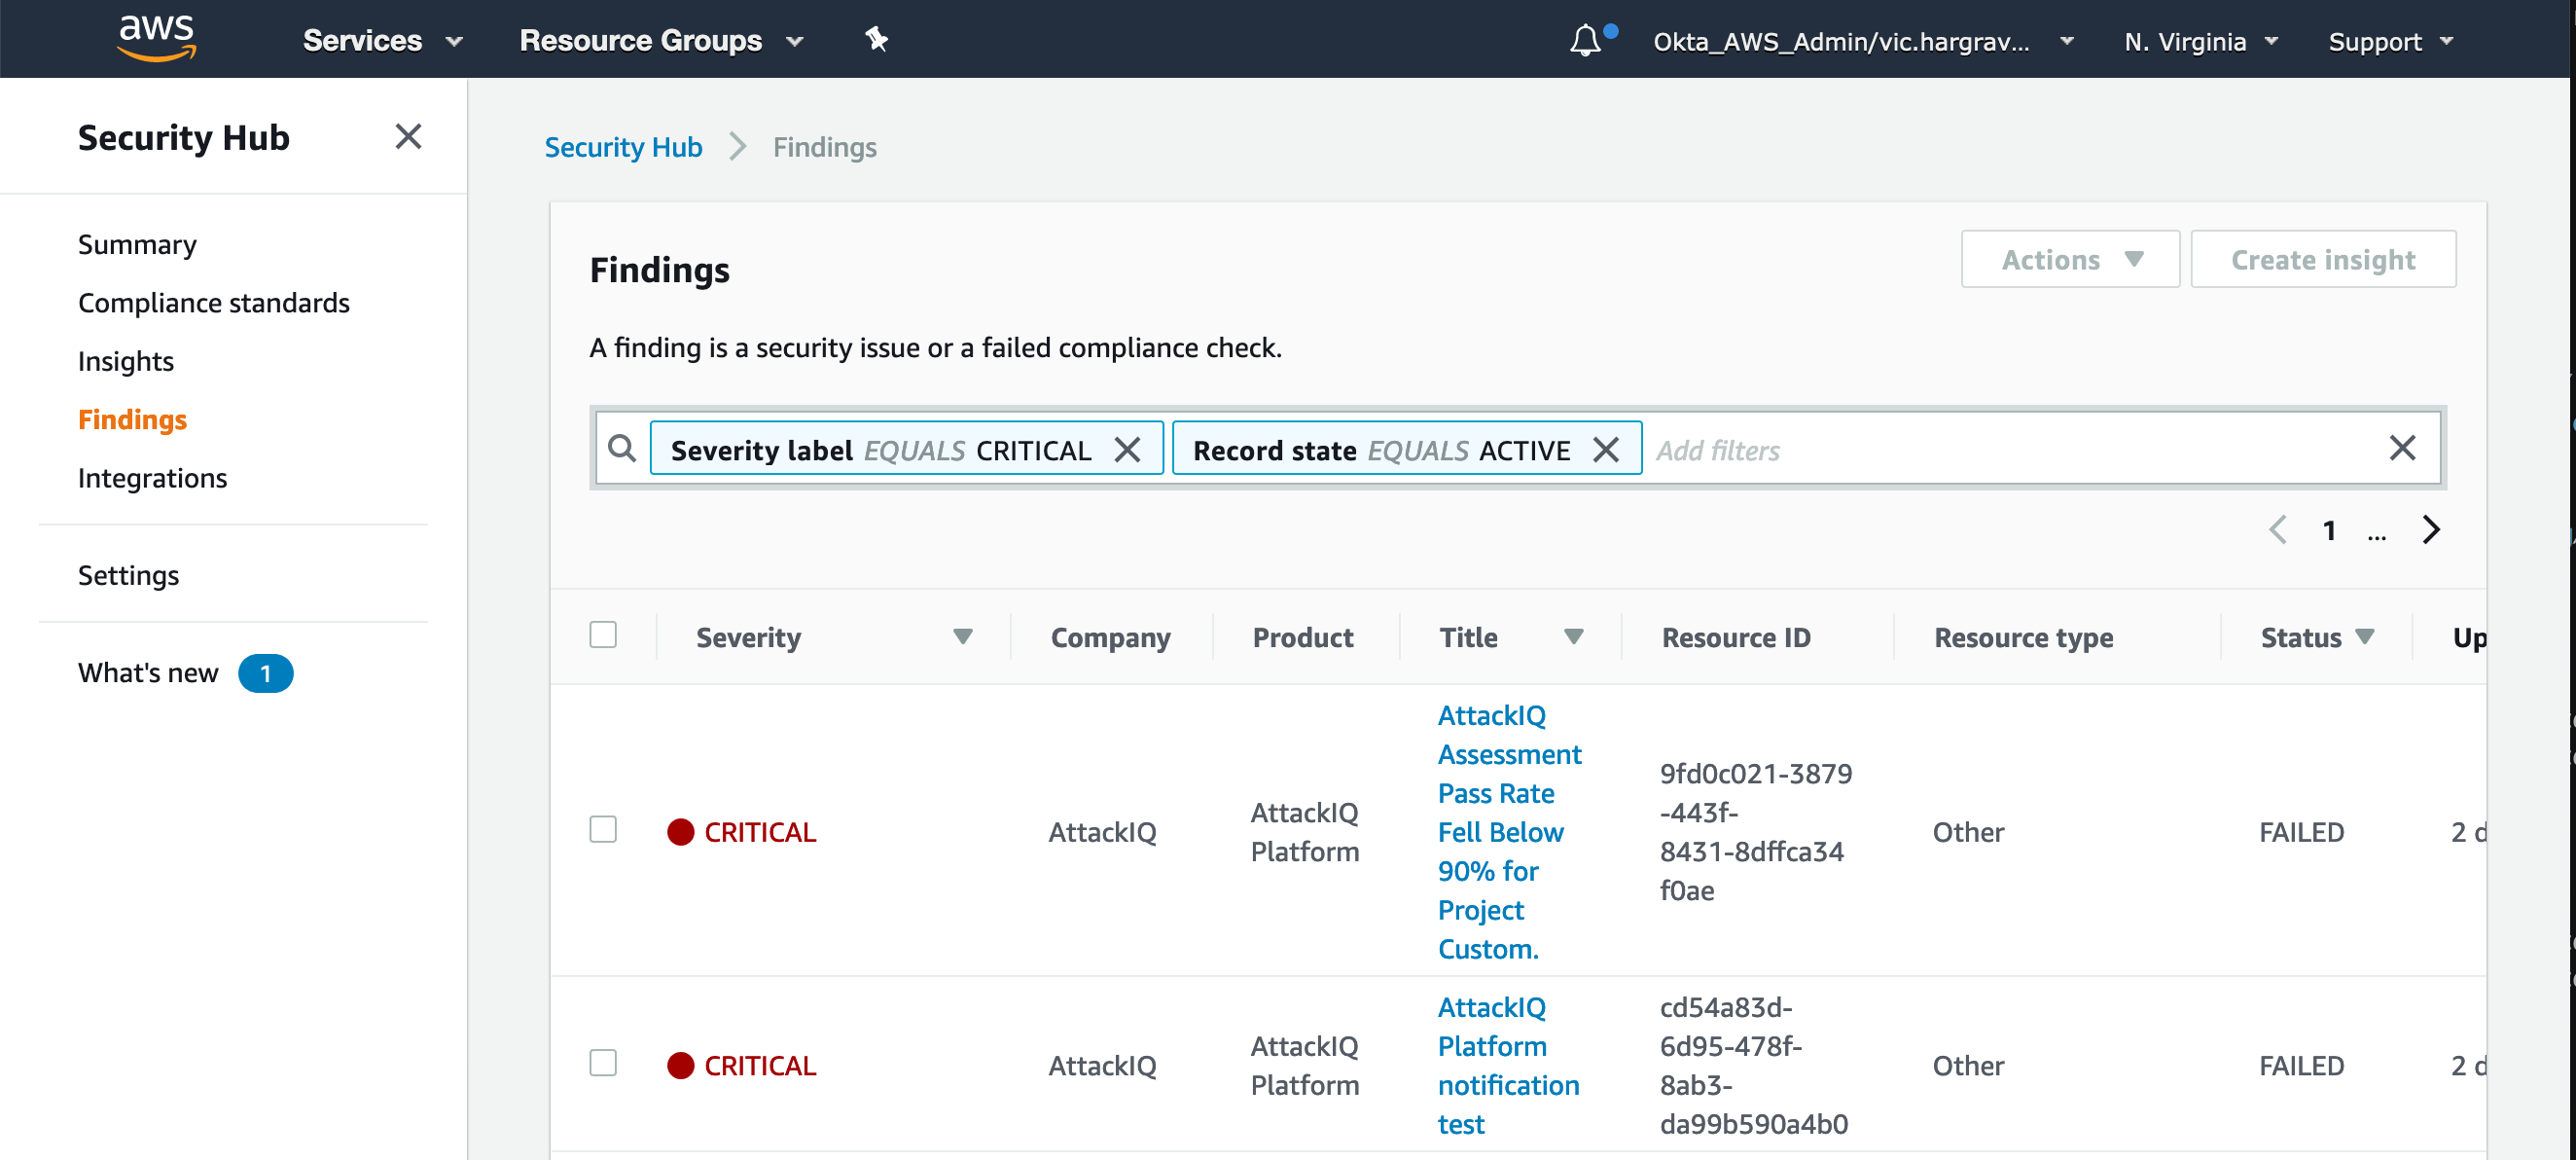 aws
Services
Resource Groups
Okta_AWS_Admin/vic.hargrav...
N. Virginia
Support
Security Hub
Summary
Compliance standards
Insights
Findings
Integrations
Settings
What's new 1
Security Hub
Findings
Findings
Actions
Create insight
A finding is a security issue or a failed compliance check.
Severity label EQUALS CRITICAL
Record state EQUALS ACTIVE
Add filters
1 ...
Severity
Company
Product
Title
Resource ID
Resource type
Status
Up
CRITICAL
AttackIQ
AttackIQ
Platform
AttackIQ
Assessment
Pass Rate
Fell Below
90% for
Project
Custom.
9fd0c021-3879
-443f-
8431-8dffca34
f0ae
Other
FAILED
2 d
CRITICAL
AttackIQ
AttackIQ
Platform
AttackIQ
Platform
notification
test
cd54a83d-
6d95-478f-
8ab3-
da99b590a4b0
Other
FAILED
2 d